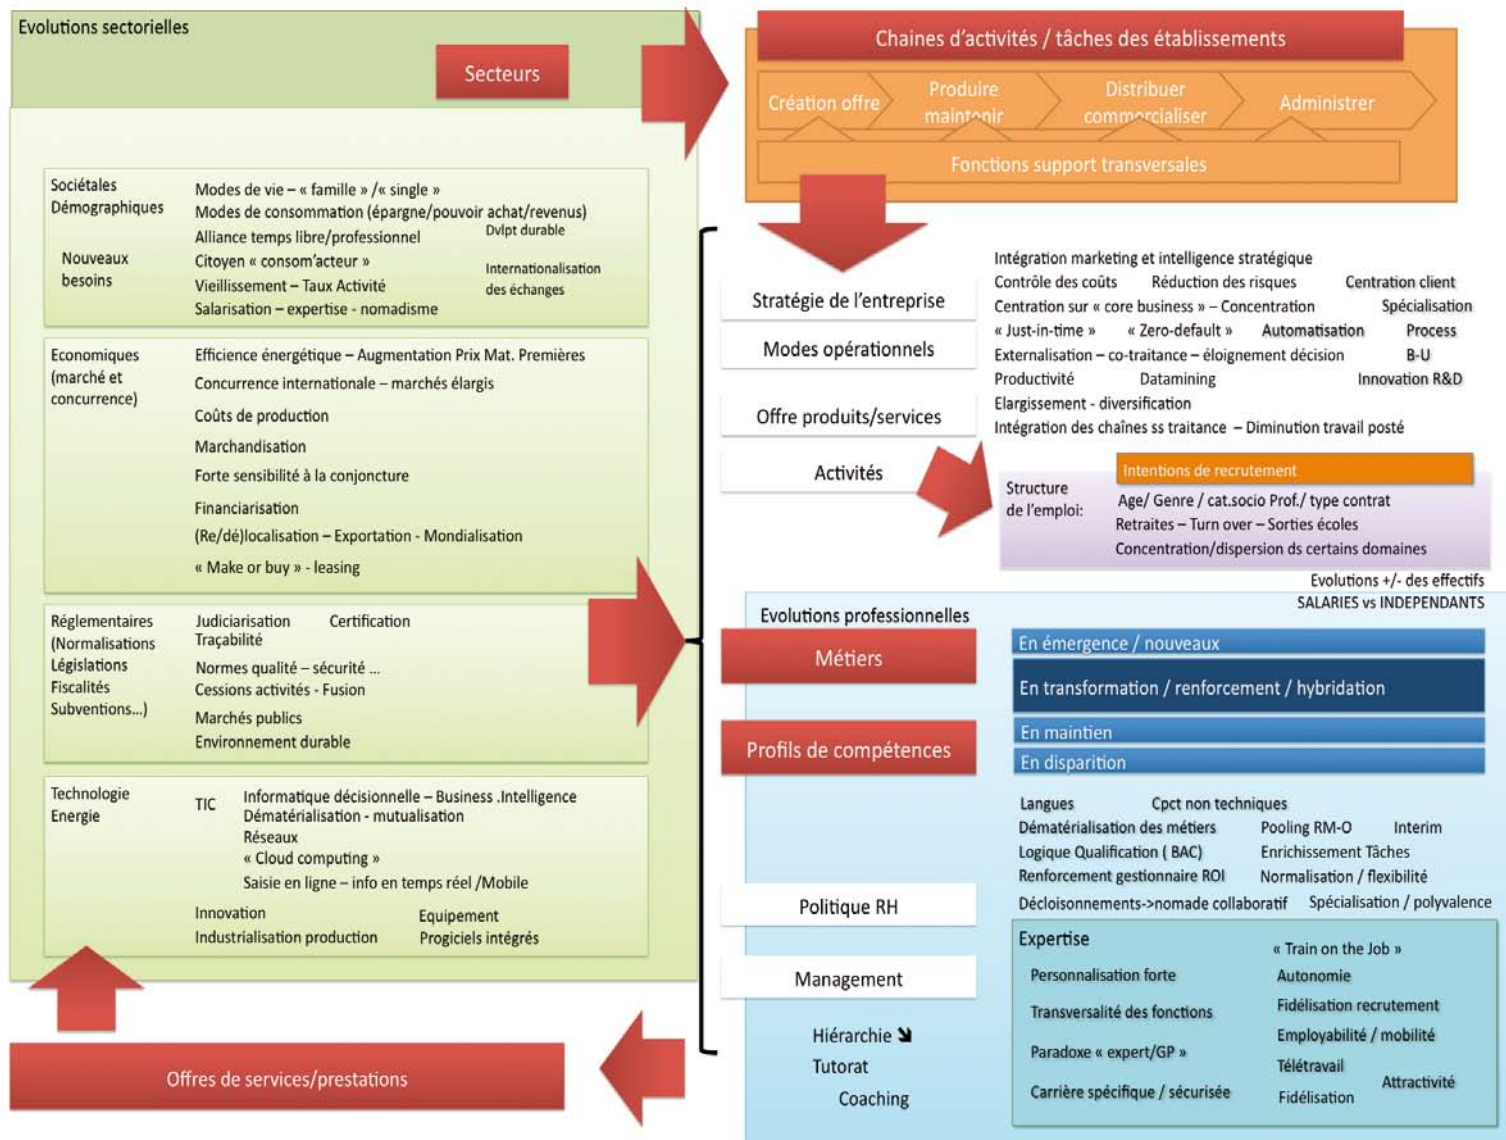 Evolutions sectorielles
Secteurs
Sociétales
Démographiques
Nouveaux
besoins
Modes de vie – « famille » /« single »
Modes de consommation (épargne/pouvoir achat/revenus)
Alliance temps libre/professionnel
Dvlpt durable
Citoyen « consom'acteur »
Internationalisation
des échanges
Vieillissement – Taux Activité
Salarisation – expertise - nomadisme
Economiques
(marché et
concurrence)
Efficience énergétique – Augmentation Prix Mat. Premières
Concurrence internationale – marchés élargis
Coûts de production
Marchandisation
Forte sensibilité à la conjoncture
Financiarisation
(Re/dé)localisation – Exportation - Mondialisation
« Make or buy » - leasing
Réglementaires
(Normalisations
Législations
Fiscalités
Subventions...)
Judiciarisation Certification
Traçabilité
Normes qualité – sécurité ...
Cessions activités - Fusion
Marchés publics
Environnement durable
Technologie
Energie
TIC
Informatique décisionnelle – Business .Intelligence
Dématérialisation - mutualisation
Réseaux
« Cloud computing »
Saisie en ligne – info en temps réel /Mobile
Innovation Equipement
Industrialisation production Progiciels intégrés
Offres de services/prestations
Chaines d'activités / tâches des établissements
Création offre
Produire
maintenir
Distribuer
commercialiser
Administrer
Fonctions support transversales
Stratégie de l'entreprise
Modes opérationnels
Offre produits/services
Activités
Intégration marketing et intelligence stratégique
Contrôle des coûts Réduction des risques Centration client
Centration sur « core business » – Concentration Spécialisation
« Just-in-time » « Zero-default » Automatisation Process
Externalisation – co-traitance – éloignement décision B-U
Productivité Datamining Innovation R&D
Elargissement - diversification
Intégration des chaînes ss traitance – Diminution travail posté
Intentions de recrutement
Structure
de l'emploi:
Age/ Genre / cat.socio Prof./ type contrat
Retraites – Turn over – Sorties écoles
Concentration/dispersion ds certains domaines
Evolutions +/- des effectifs
SALARIES vs INDEPENDANTS
Evolutions professionnelles
Métiers
Profils de compétences
En émergence / nouveaux
En transformation / renforcement / hybridation
En maintien
En disparition
Langues Cpct non techniques
Dématérialisation des métiers Pooling RM-O Interim
Logique Qualification ( BAC) Enrichissement Tâches
Renforcement gestionnaire ROI Normalisation / flexibilité
Décloisonnements->nomade collaboratif Spécialisation / polyvalence
Politique RH
Management
Hiérarchie ↘
Tutorat
Coaching
Expertise
« Train on the Job »
Personnalisation forte
Autonomie
Transversalité des fonctions
Fidélisation recrutement
Employabilité / mobilité
Paradoxe « expert/GP »
Télétravail
Attractivité
Carrière spécifique / sécurisée
Fidélisation